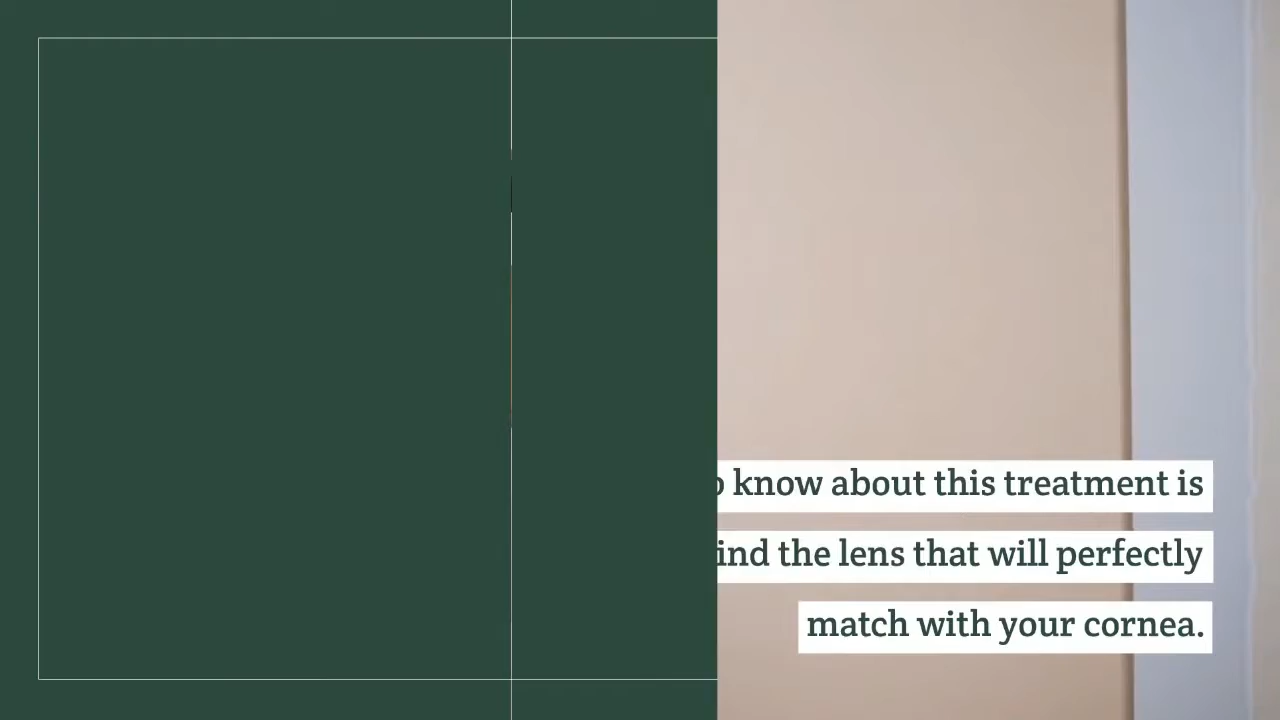 know about this treatment is
the lens that will perfectly
match with your cornea.